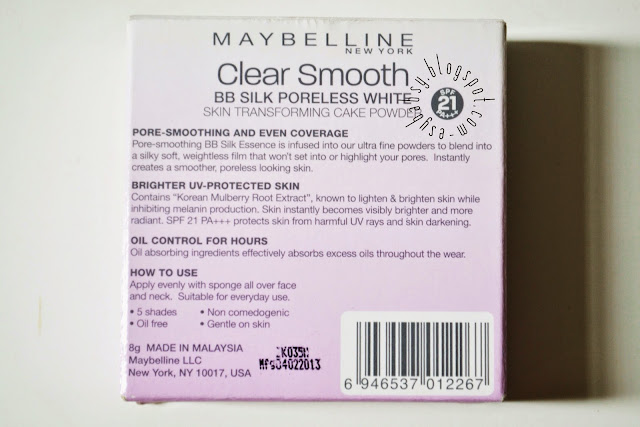 MAYBELLINE
NEW YORK
Clear Smooth
BB SILK PORELESS WHITE
SKIN TRANSFORMING CAKE POWDER
SPF
21
PA+++
PORE-SMOOTHING AND EVEN COVERAGE
Pore-smoothing BB Silk Essence is infused into our ultra fine powders to blend into
a silky soft, weightless film that won't set into or highlight your pores. Instantly
creates a smoother, poreless looking skin.
BRIGHTER UV-PROTECTED SKIN
Contains "Korean Mulberry Root Extract", known to lighten & brighten skin while
inhibiting melanin production. Skin instantly becomes visibly brighter and more
radiant. SPF 21 PA+++ protects skin from harmful UV rays and skin darkening.
OIL CONTROL FOR HOURS
Oil absorbing ingredients effectively absorbs excess oils throughout the wear.
HOW TO USE
Apply evenly with sponge all over face
and neck. Suitable for everyday use.
• 5 shades • Non comedogenic
• Oil free • Gentle on skin
8g MADE IN MALAYSIA
Maybelline LLC
New York, NY 10017, USA
Mfg04022013
6 946537 012267